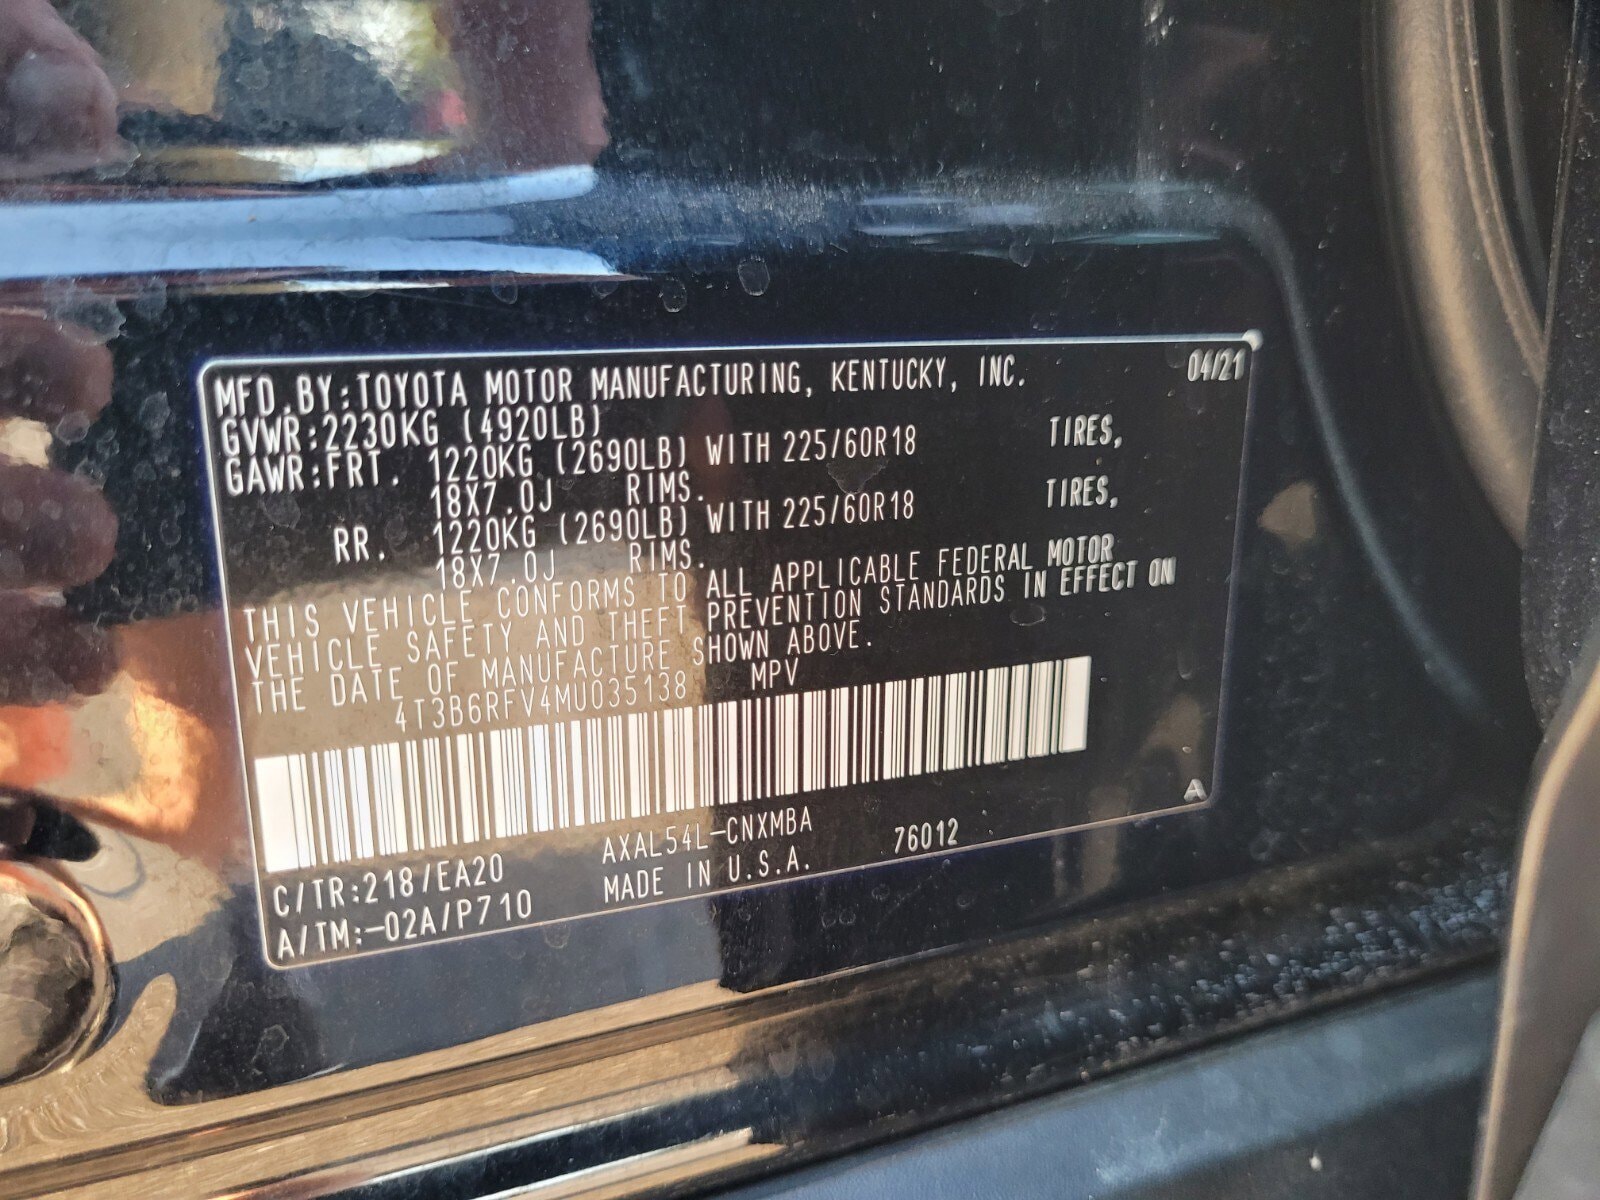 MFD.BY:TOYOTA MOTOR MANUFACTURING, KENTUCKY, INC. 04/21
GVWR:2230KG (4920LB)
GAWR:FRT. 1220KG (2690LB) WITH 225/60R18 TIRES,
18X7.0J RIMS.
RR. 1220KG (2690LB) WITH 225/60R18 TIRES,
18X7.0J RIMS.
THIS VEHICLE CONFORMS TO ALL APPLICABLE FEDERAL MOTOR
VEHICLE SAFETY AND THEFT PREVENTION STANDARDS IN EFFECT ON
THE DATE OF MANUFACTURE SHOWN ABOVE.
4T3B6RFV4MU035138 MPV
A
C/TR:218/EA20 AXAL54L-CNXMBA 76012
A/TM:-02A/P710 MADE IN U.S.A.